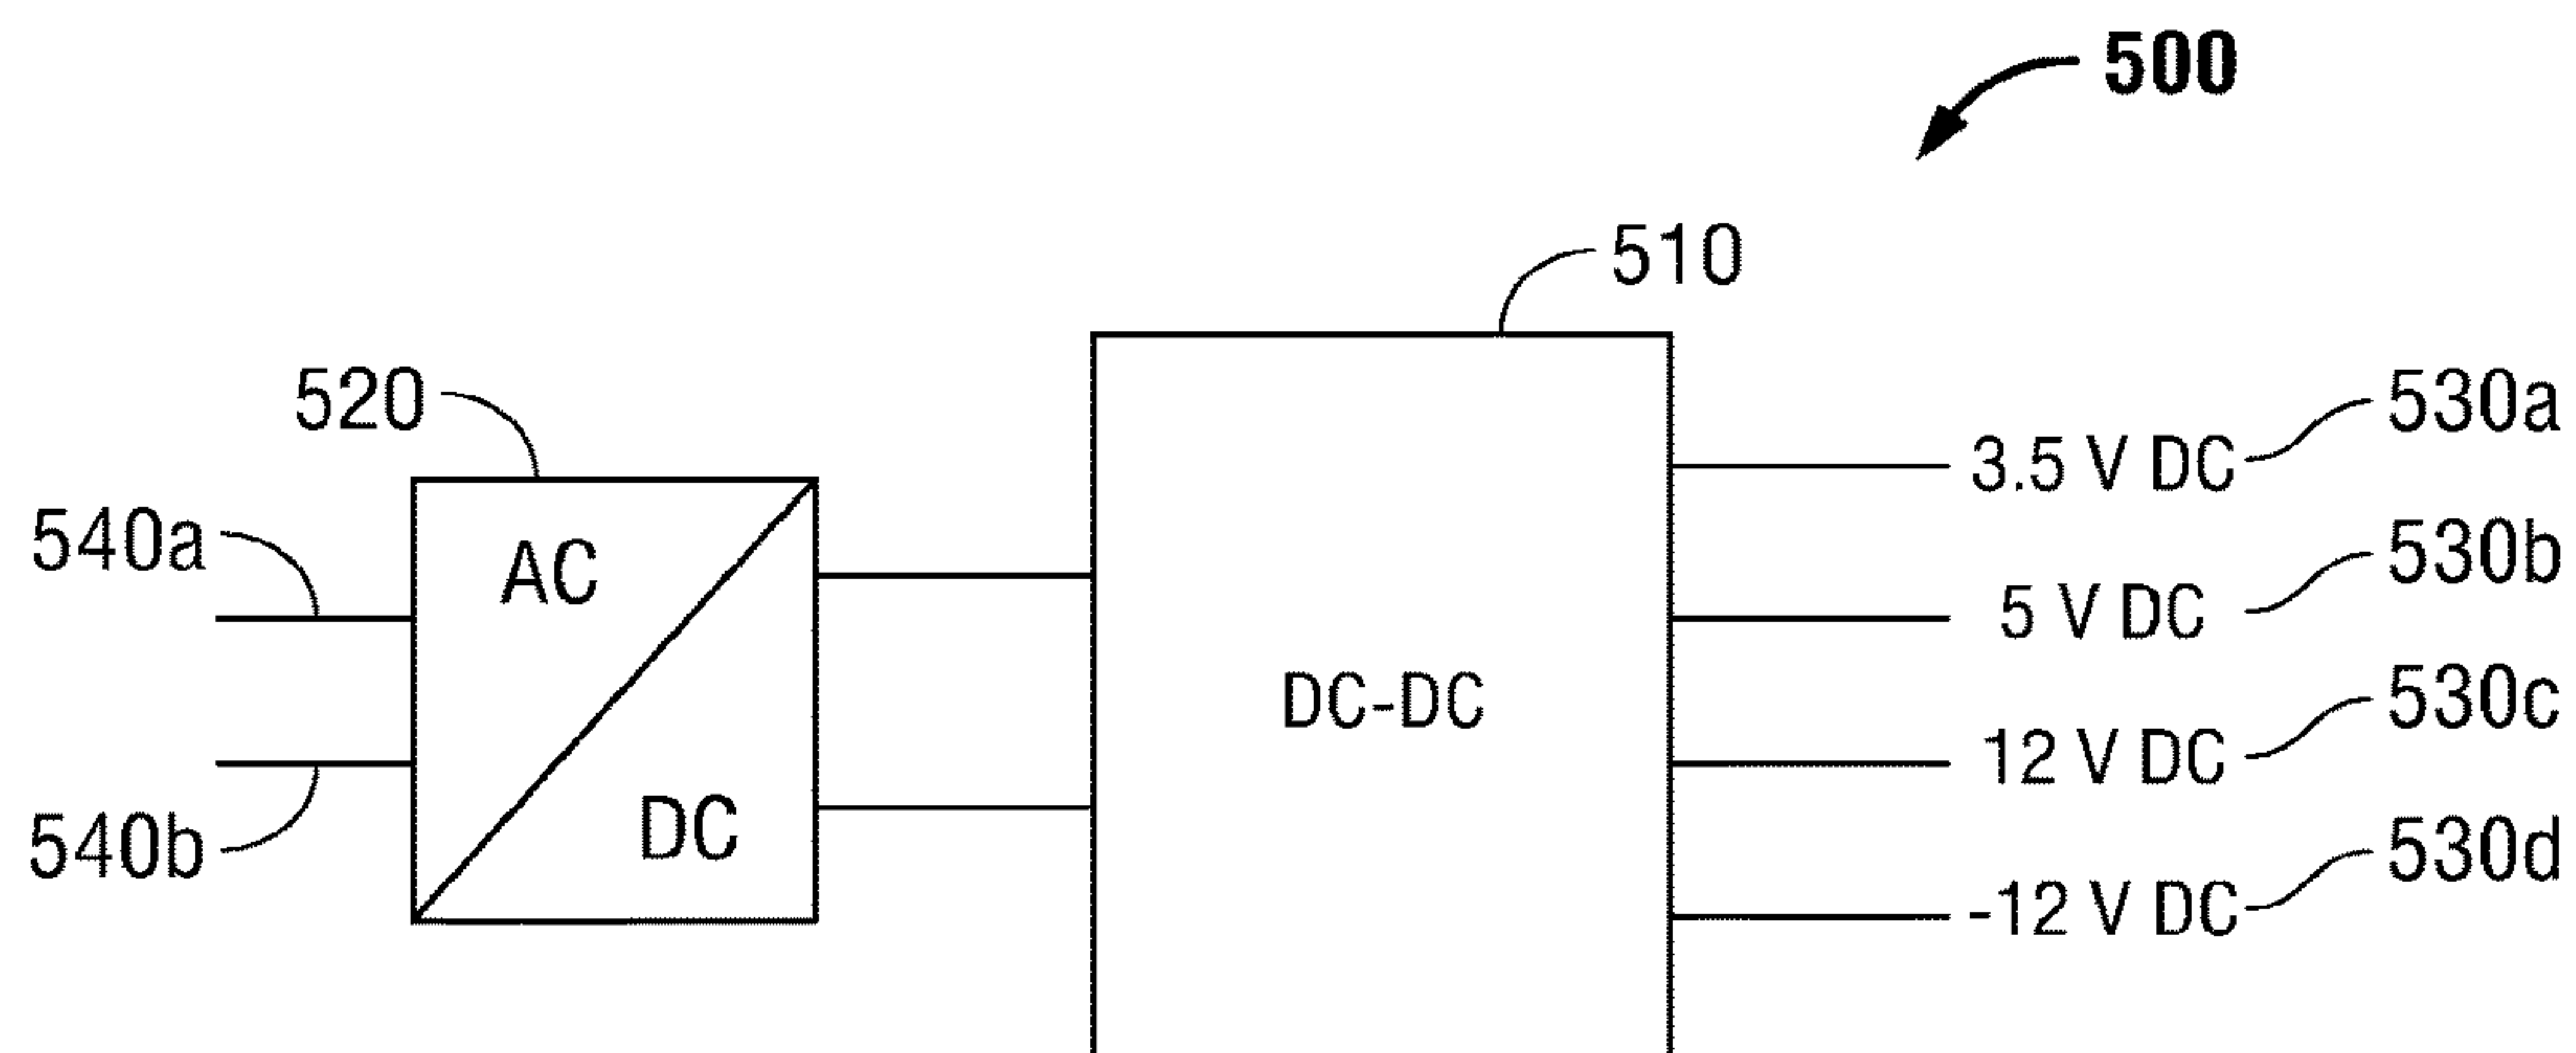 500
510
520
530a
3.5 V DC
540a
AC
530b
5 V DC
DC-DC
530c
12 V DC
540b
DC
530d
-12 V DC